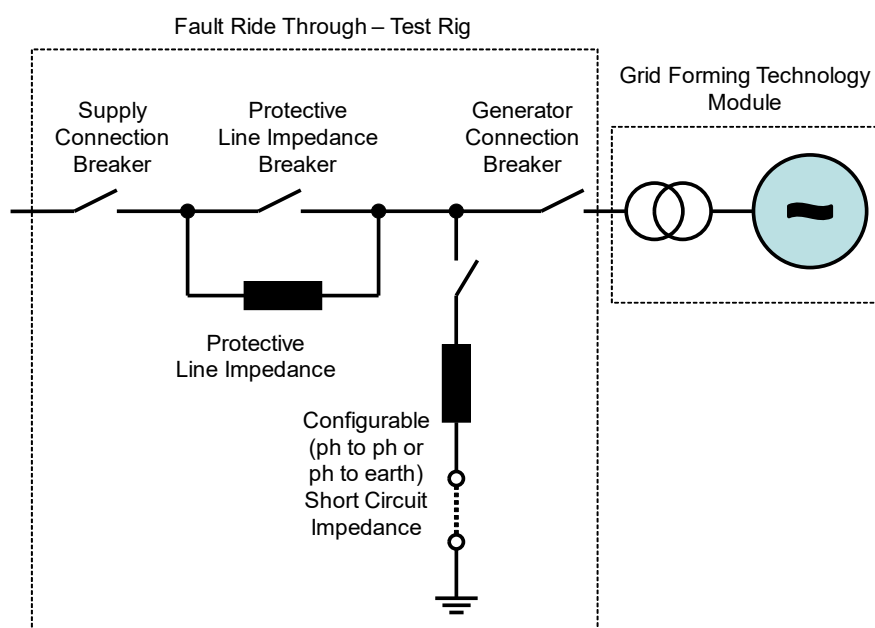 Fault Ride Through – Test Rig
Grid Forming Technology
Module
Supply
Connection
Breaker
Protective
Line Impedance
Breaker
Generator
Connection
Breaker
Protective
Line Impedance
Configurable
(ph to ph or
ph to earth)
Short Circuit
Impedance